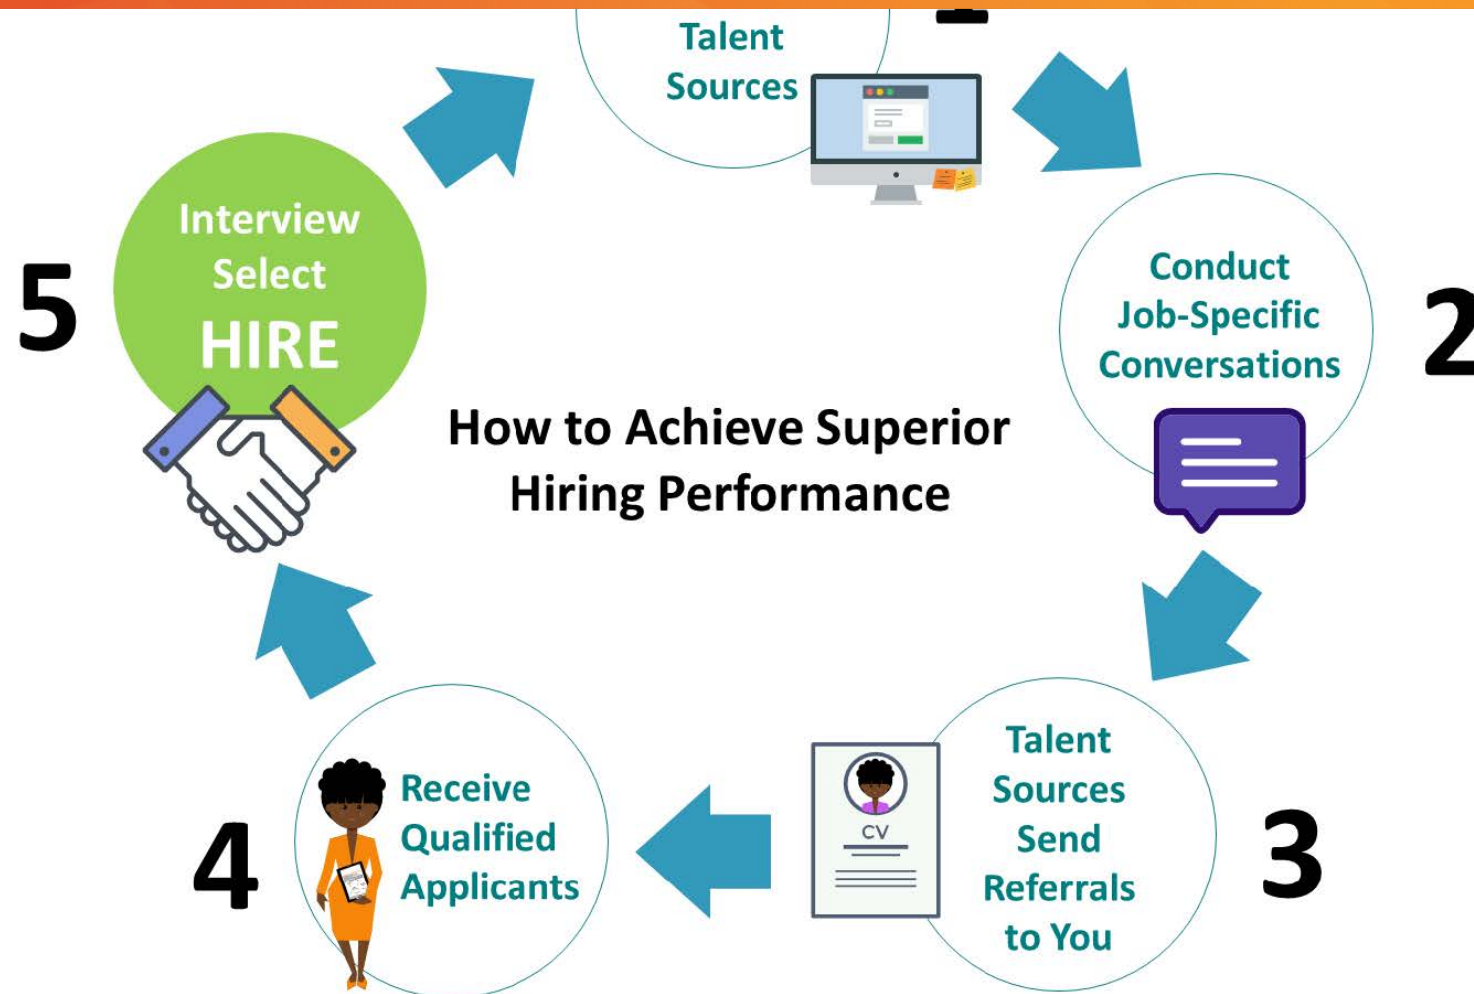 Talent
Sources
1
Conduct
Job-Specific
Conversations
2
Talent
Sources
Send
Referrals
to You
3
CV
Receive
Qualified
Applicants
4
Interview
Select
HIRE
5
How to Achieve Superior
Hiring Performance